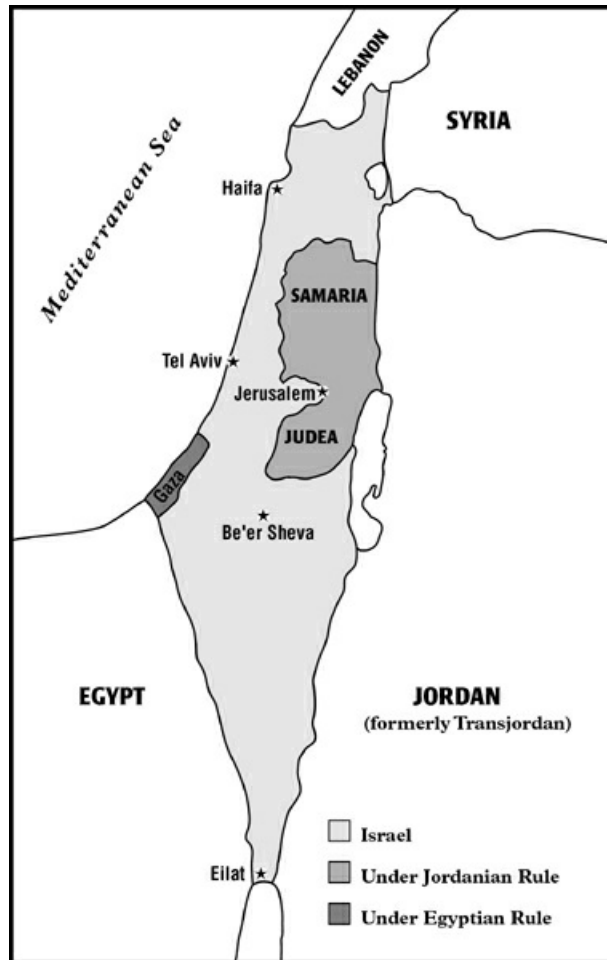 LEBANON
SYRIA
Mediterranean Sea
Haifa
SAMARIA
Tel Aviv
Jerusalem
JUDEA
Gaza
Be'er Sheva
EGYPT
JORDAN
(formerly Transjordan)
Eilat
Israel
Under Jordanian Rule
Under Egyptian Rule